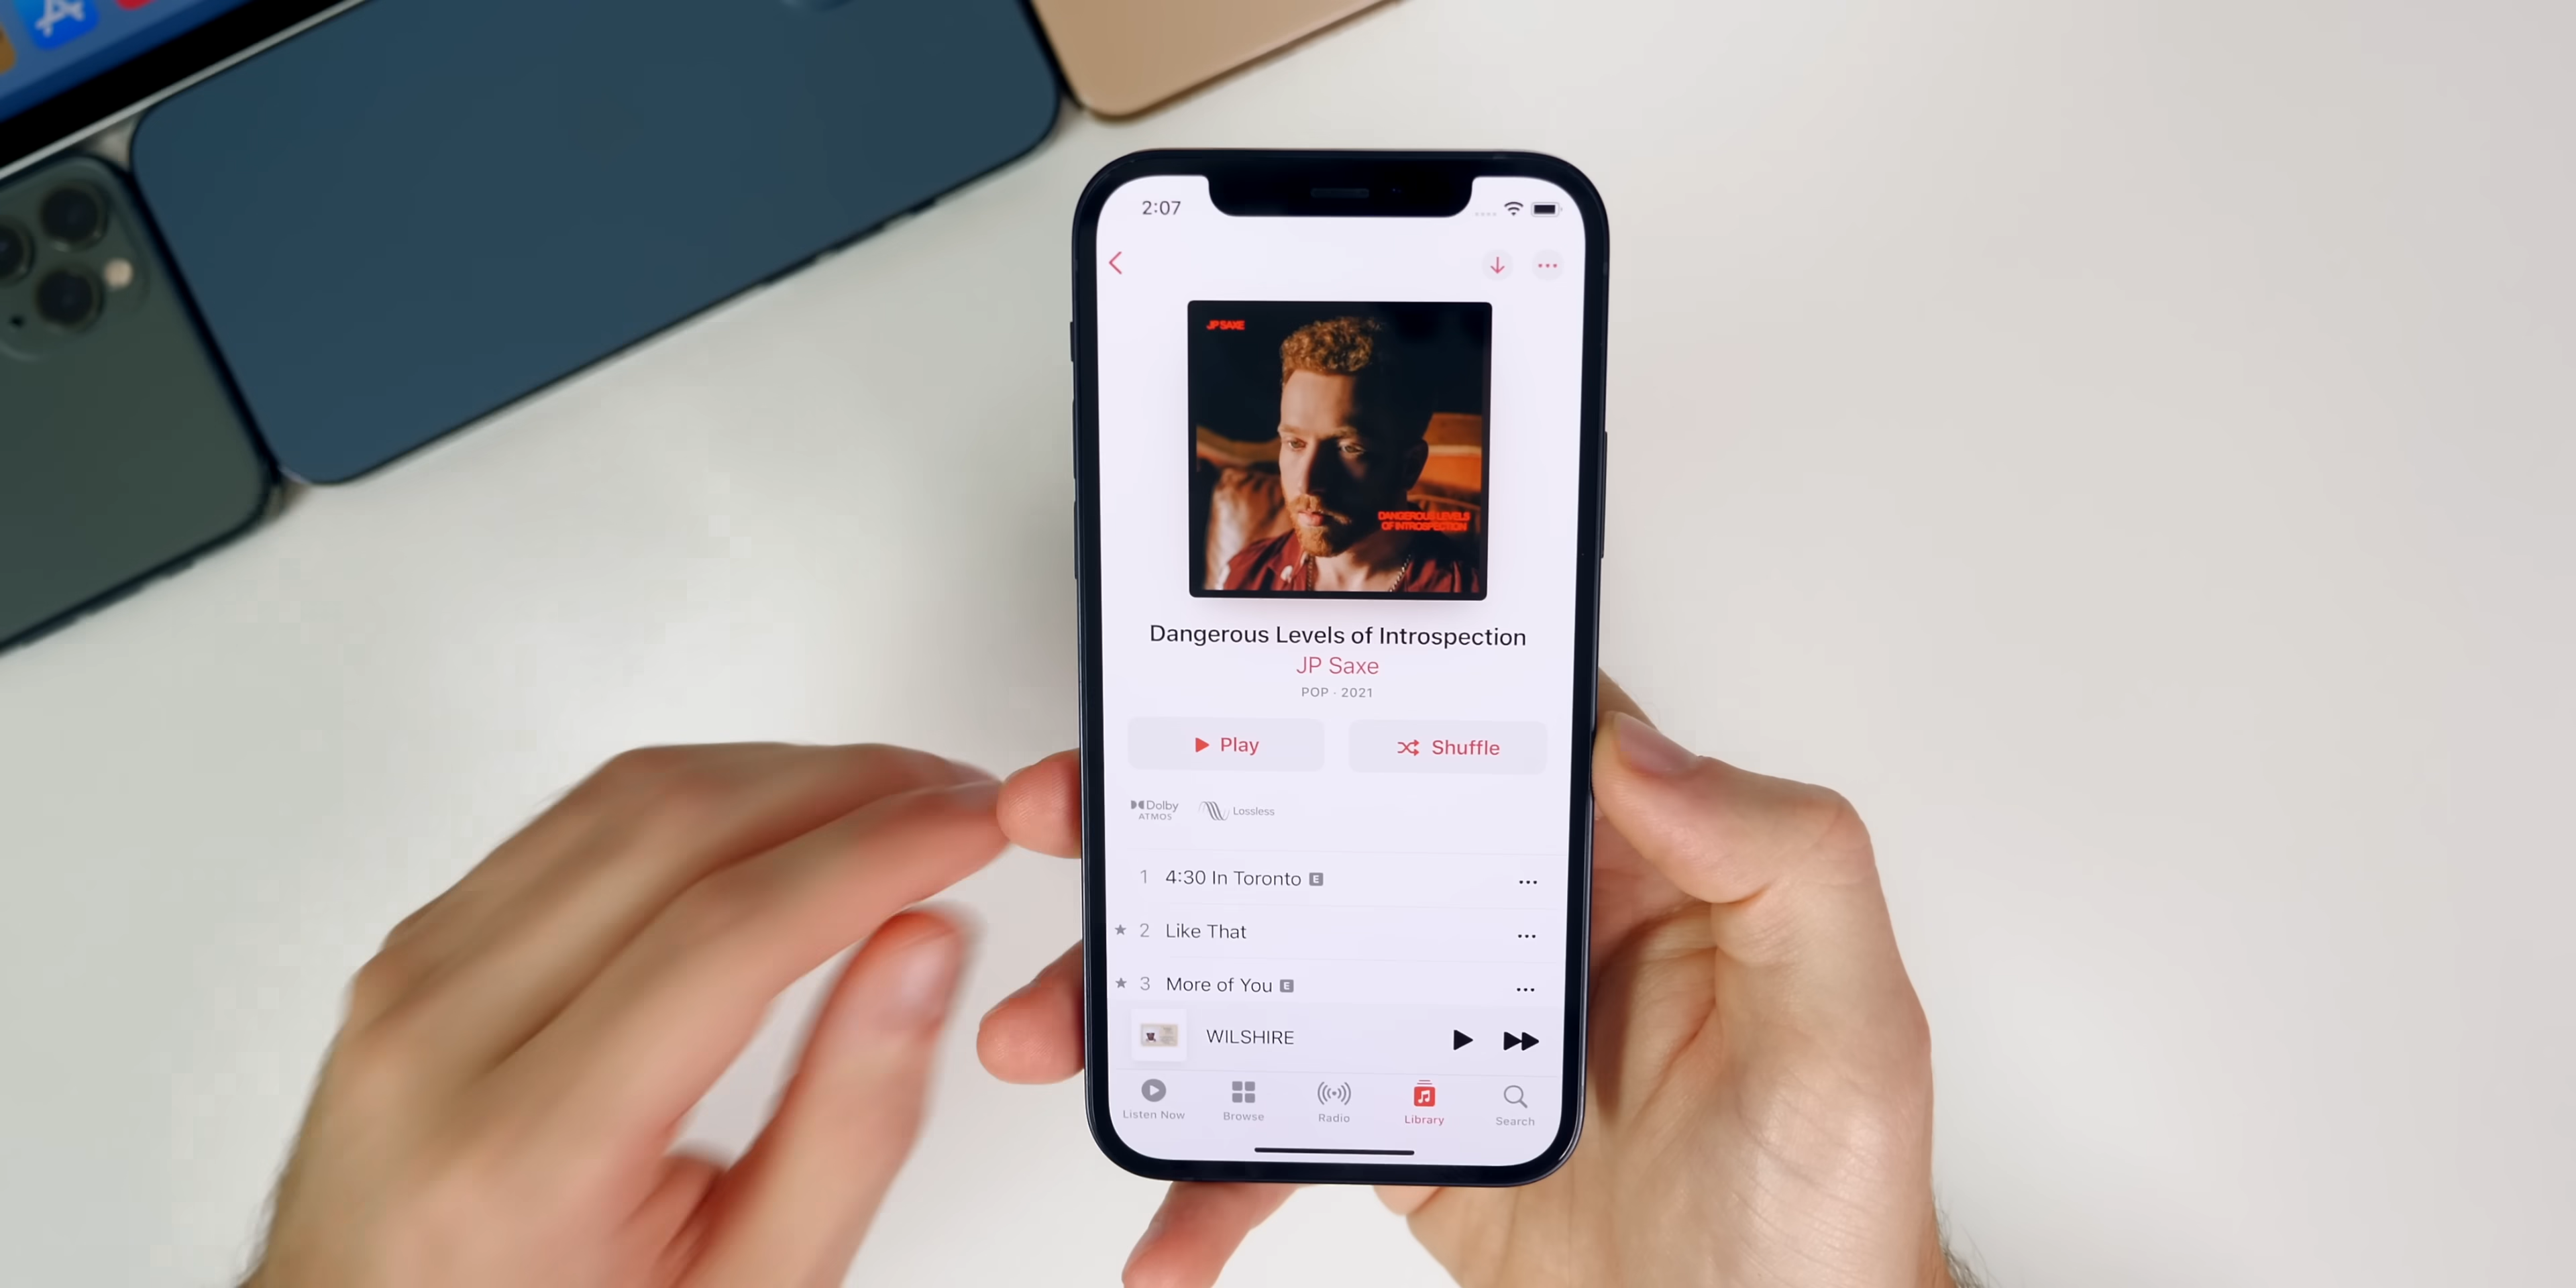 2:07
JP SAXE
DANGEROUS LEVELS
OF INTROSPECTION
Dangerous Levels of Introspection
JP Saxe
POP · 2021
Play
Shuffle
Dolby
ATMOS
Lossless
1 4:30 In Toronto E
★ 2 Like That
★ 3 More of You E
WILSHIRE
Listen Now
Browse
Radio
Library
Search